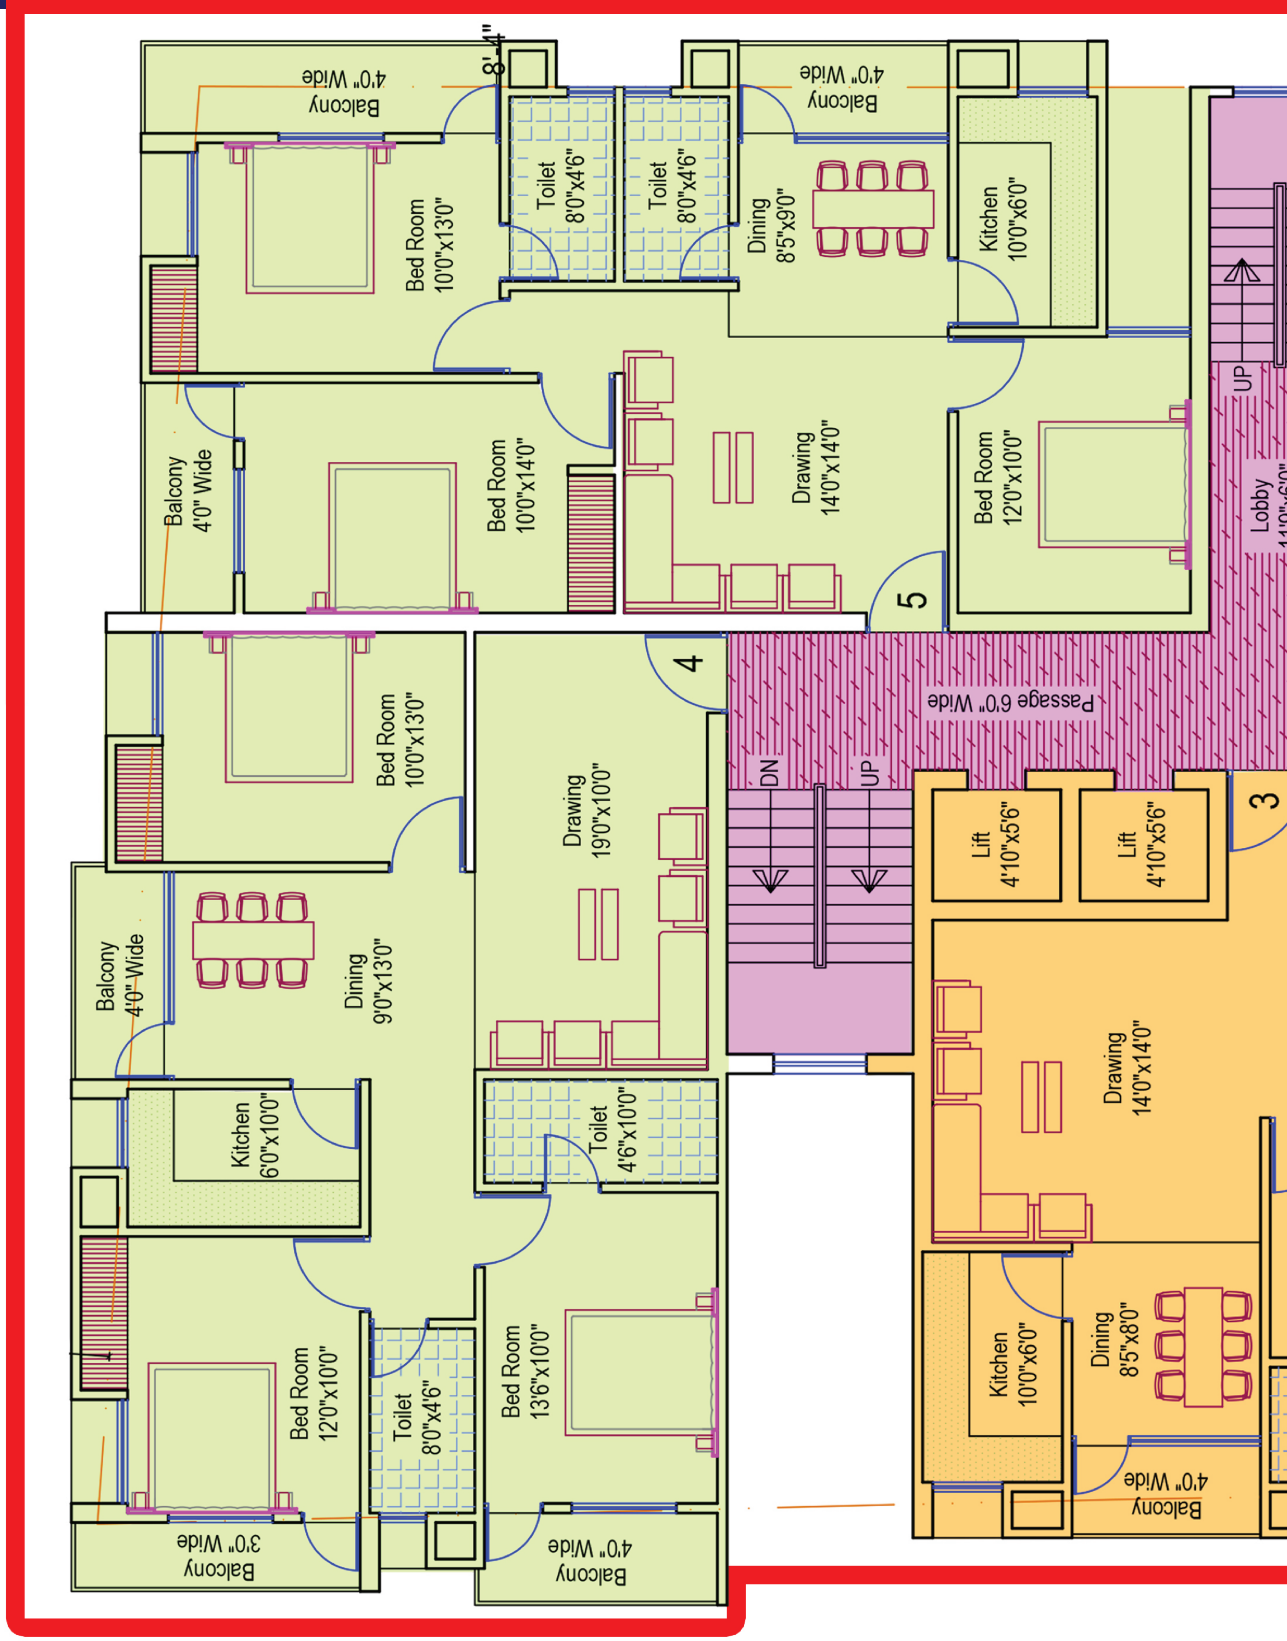 8'-4"
Balcony
4'0" Wide
Balcony
4'0" Wide
Toilet
8'0"x4'6"
Toilet
8'0"x4'6"
Dining
8'5"x9'0"
Kitchen
10'0"x6'0"
Bed Room
10'0"x13'0"
UP
Balcony
4'0" Wide
Bed Room
10'0"x14'0"
Drawing
14'0"x14'0"
Bed Room
12'0"x10'0"
Lobby
5
4
Passage 6'0" Wide
Bed Room
10'0"x13'0"
Drawing
19'0"x10'0"
DN
UP
Lift
4'10"x5'6"
Lift
4'10"x5'6"
3
Balcony
4'0" Wide
Dining
9'0"x13'0"
Drawing
14'0"x14'0"
Kitchen
6'0"x10'0"
Toilet
4'6"x10'0"
Bed Room
12'0"x10'0"
Toilet
8'0"x4'6"
Bed Room
13'6"x10'0"
Kitchen
10'0"x6'0"
Dining
8'5"x8'0"
Balcony
4'0" Wide
Balcony
3'0" Wide
Balcony
4'0" Wide